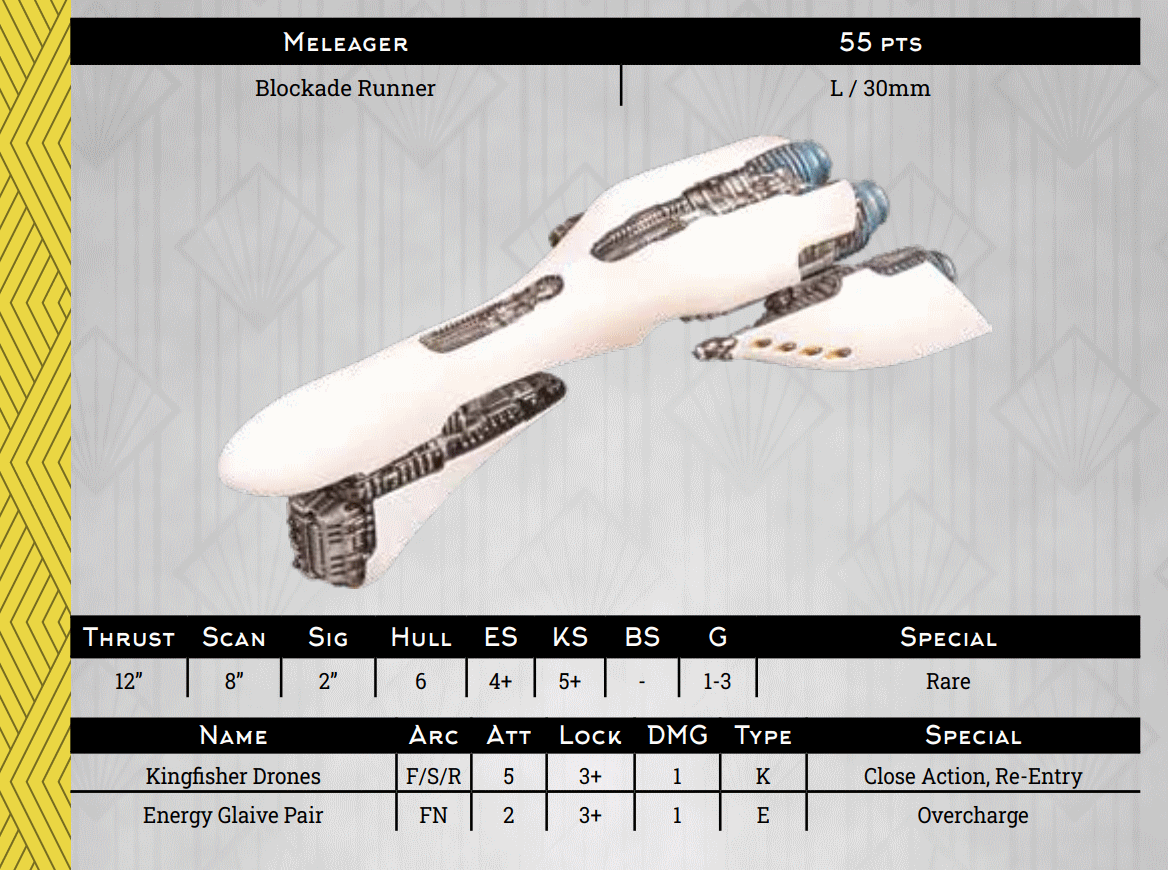 Meleager 55 pts
Blockade Runner L / 30mm
Thrust Scan Sig Hull ES KS BS G Special
12” 8” 2” 6 4+ 5+ - 1-3 Rare
Name Arc Att Lock DMG Type Special
Kingfisher Drones F/S/R 5 3+ 1 K Close Action, Re-Entry
Energy Glaive Pair FN 2 3+ 1 E Overcharge